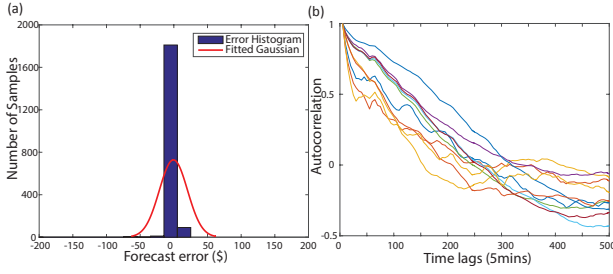 (a)
2000
1600
1200
800
400
0
Number of Samples
Error Histogram
Fitted Gaussian
-200 -150 -100 -50 0 50 100 150 200
Forecast error ($)
(b)
1
0.5
0
-0.5
Autocorrelation
0 100 200 300 400 500
Time lags (5mins)